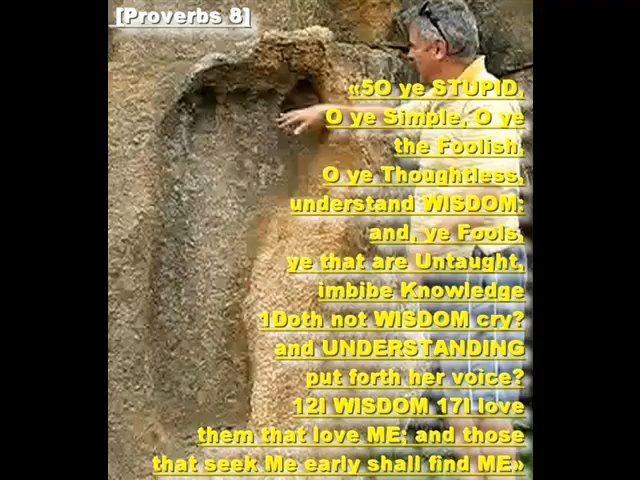 [Proverbs 8]
«5O ye STUPID,
O ye Simple, O ye
the Foolish,
O ye Thoughtless,
understand WISDOM:
and, ye Fools,
ye that are Untaught,
imbibe Knowledge
1Doth not WISDOM cry?
and UNDERSTANDING
put forth her voice?
12I WISDOM 17I love
them that love ME; and those
that seek Me early shall find ME»